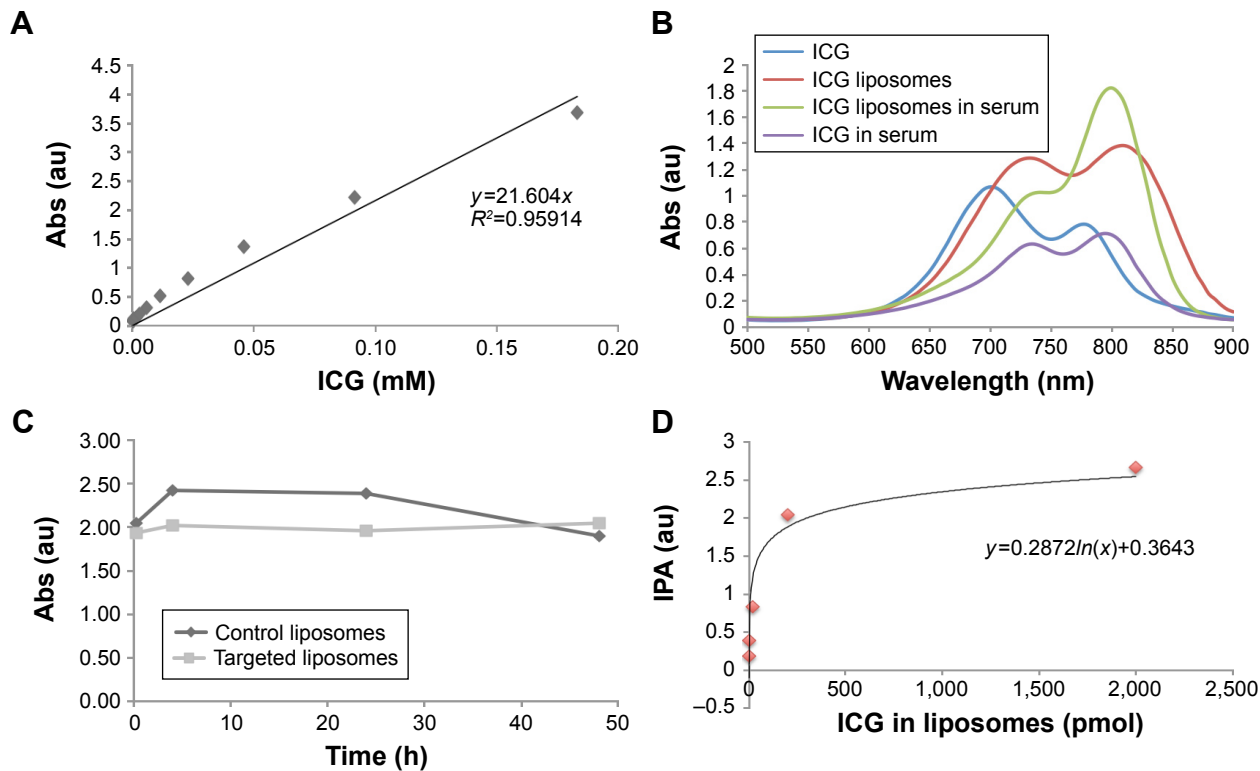 A
4.5
4
3.5
3
2.5
2
1.5
1
0.5
0
0.00
0.05
0.10
0.15
0.20
Abs (au)
ICG (mM)
y=21.604x
R²=0.95914
B
ICG
ICG liposomes
ICG liposomes in serum
ICG in serum
2
1.8
1.6
1.4
1.2
1
0.8
0.6
0.4
0.2
0
500
550
600
650
700
750
800
850
900
Abs (au)
Wavelength (nm)
C
3.00
2.50
2.00
1.50
1.00
0.50
0.00
0
10
20
30
40
50
Abs (au)
Time (h)
Control liposomes
Targeted liposomes
D
3
2.5
2
1.5
1
0.5
0
–0.5
0
500
1,000
1,500
2,000
2,500
IPA (au)
ICG in liposomes (pmol)
y=0.2872ln(x)+0.3643